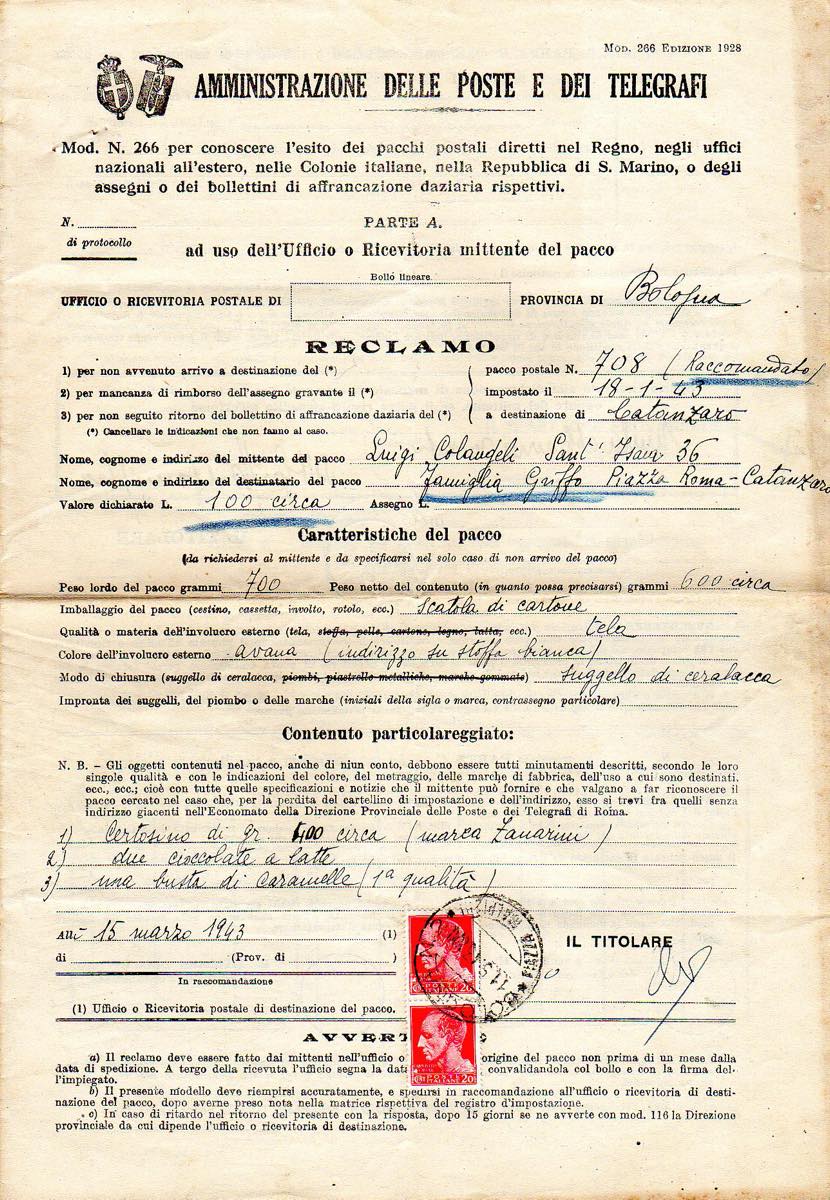 MOD. 266 EDIZIONE 1928
AMMINISTRAZIONE DELLE POSTE E DEI TELEGRAFI
Mod. N. 266 per conoscere l'esito dei pacchi postali diretti nel Regno, negli uffici
nazionali all'estero, nelle Colonie italiane, nella Repubblica di S. Marino, o degli
assegni o dei bollettini di affrancazione daziaria rispettivi.
N.
di protocollo
PARTE A.
ad uso dell'Ufficio o Ricevitoria mittente del pacco
Bollo lineare.
UFFICIO O RICEVITORIA POSTALE DI PROVINCIA DI Bologna
RECLAMO
1) per non avvenuto arrivo a destinazione del (*) pacco postale N. 708 (Raccomandato)
2) per mancanza di rimborso dell'assegno gravante il (*) impostato il 18-1-43
3) per non seguito ritorno del bollettino di affrancazione daziaria del (*) a destinazione di Catanzaro
(*) Cancellare le indicazioni che non fanno al caso.
Nome, cognome e indirizzo del mittente del pacco Luigi Colangeli Sant' Isaia 36
Nome, cognome e indirizzo del destinatario del pacco Famiglia Griffo Piazza Roma - Catanzaro
Valore dichiarato L. 100 circa Assegno L.
Caratteristiche del pacco
(da richiedersi al mittente e da specificarsi nel solo caso di non arrivo del pacco)
Peso lordo del pacco grammi 700 Peso netto del contenuto (in quanto possa precisarsi) grammi 600 circa
Imballaggio del pacco (cestino, cassetta, involto, rotolo, ecc.) scatola di cartone
Qualità o materia dell'involucro esterno (tela, stoffa, pelle, cartone, legno, latta, ecc.) tela
Colore dell'involucro esterno avana (indirizzo su stoffa bianca)
Modo di chiusura (suggello di ceralacca, piombi, piastrelle metalliche, marche gommate) suggello di ceralacca
Impronta dei suggelli, del piombo o delle marche (iniziali della sigla o marca, contrassegno particolare)
Contenuto particolareggiato:
N. B. - Gli oggetti contenuti nel pacco, anche di niun conto, debbono essere tutti minutamenti descritti, secondo le loro
singole qualità e con le indicazioni del colore, del metraggio, delle marche di fabbrica, dell'uso a cui sono destinati.
ecc., ecc.; cioè con tutte quelle specificazioni e notizie che il mittente può fornire e che valgano a far riconoscere il
pacco cercato nel caso che, per la perdita del cartellino di impostazione e dell'indirizzo, esso si trovi fra quelli senza
indirizzo giacenti nell'Economato della Direzione Provinciale delle Poste e dei Telegrafi di Roma.
1) Certosino di gr. 400 circa (marca Zanarini)
2) due cioccolate a latte
3) una busta di caramelle (1ª qualità)
All' 15 marzo 1943 (1)
di (Prov. di )
In raccomandazione
IL TITOLARE
(1) Ufficio o Ricevitoria postale di destinazione del pacco.
POSTE ITALIANE 20
POSTE ITALIANE 20
AVVERT
a) Il reclamo deve essere fatto dai mittenti nell'ufficio o origine del pacco non prima di un mese dalla
data di spedizione. A tergo della ricevuta l'ufficio segna la data convalidandola col bollo e con la firma del-
l'impiegato.
b) Il presente modello deve riempirsi accuratamente, e spedirsi in raccomandazione all'ufficio o ricevitoria di desti-
nazione del pacco, dopo averne preso nota nella matrice rispettiva del registro d'impostazione.
c) In caso di ritardo nel ritorno del presente con la risposta, dopo 15 giorni se ne avverte con mod. 116 la Direzione
provinciale da cui dipende l'ufficio o ricevitoria di destinazione.